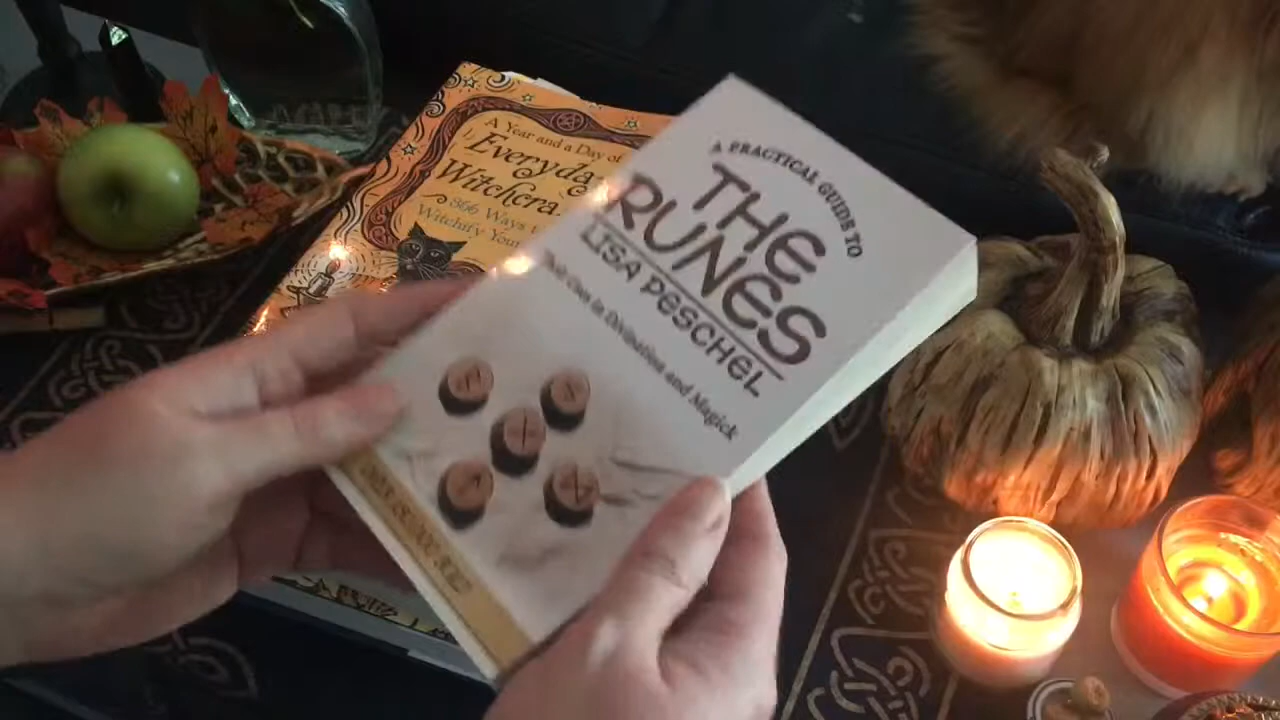 A Year and a Day of
Everyday
Witchcra
366 Ways t
Witchify Your
A PRACTICAL GUIDE TO
THE
RUNES
LISA PESCHEL
Their Uses in Divination and Magick